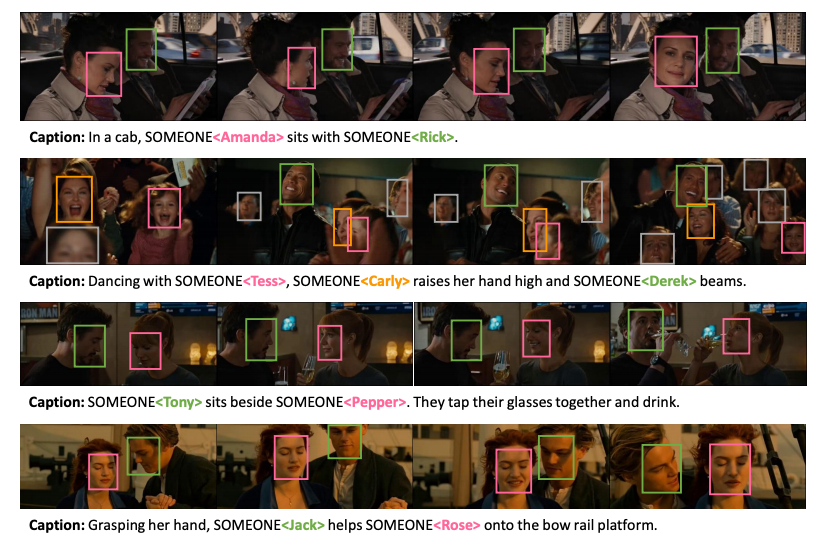 Caption: In a cab, SOMEONE<Amanda> sits with SOMEONE<Rick>.
Caption: Dancing with SOMEONE<Tess>, SOMEONE<Carly> raises her hand high and SOMEONE<Derek> beams.
IRON MAN
Caption: SOMEONE<Tony> sits beside SOMEONE<Pepper>. They tap their glasses together and drink.
Caption: Grasping her hand, SOMEONE<Jack> helps SOMEONE<Rose> onto the bow rail platform.